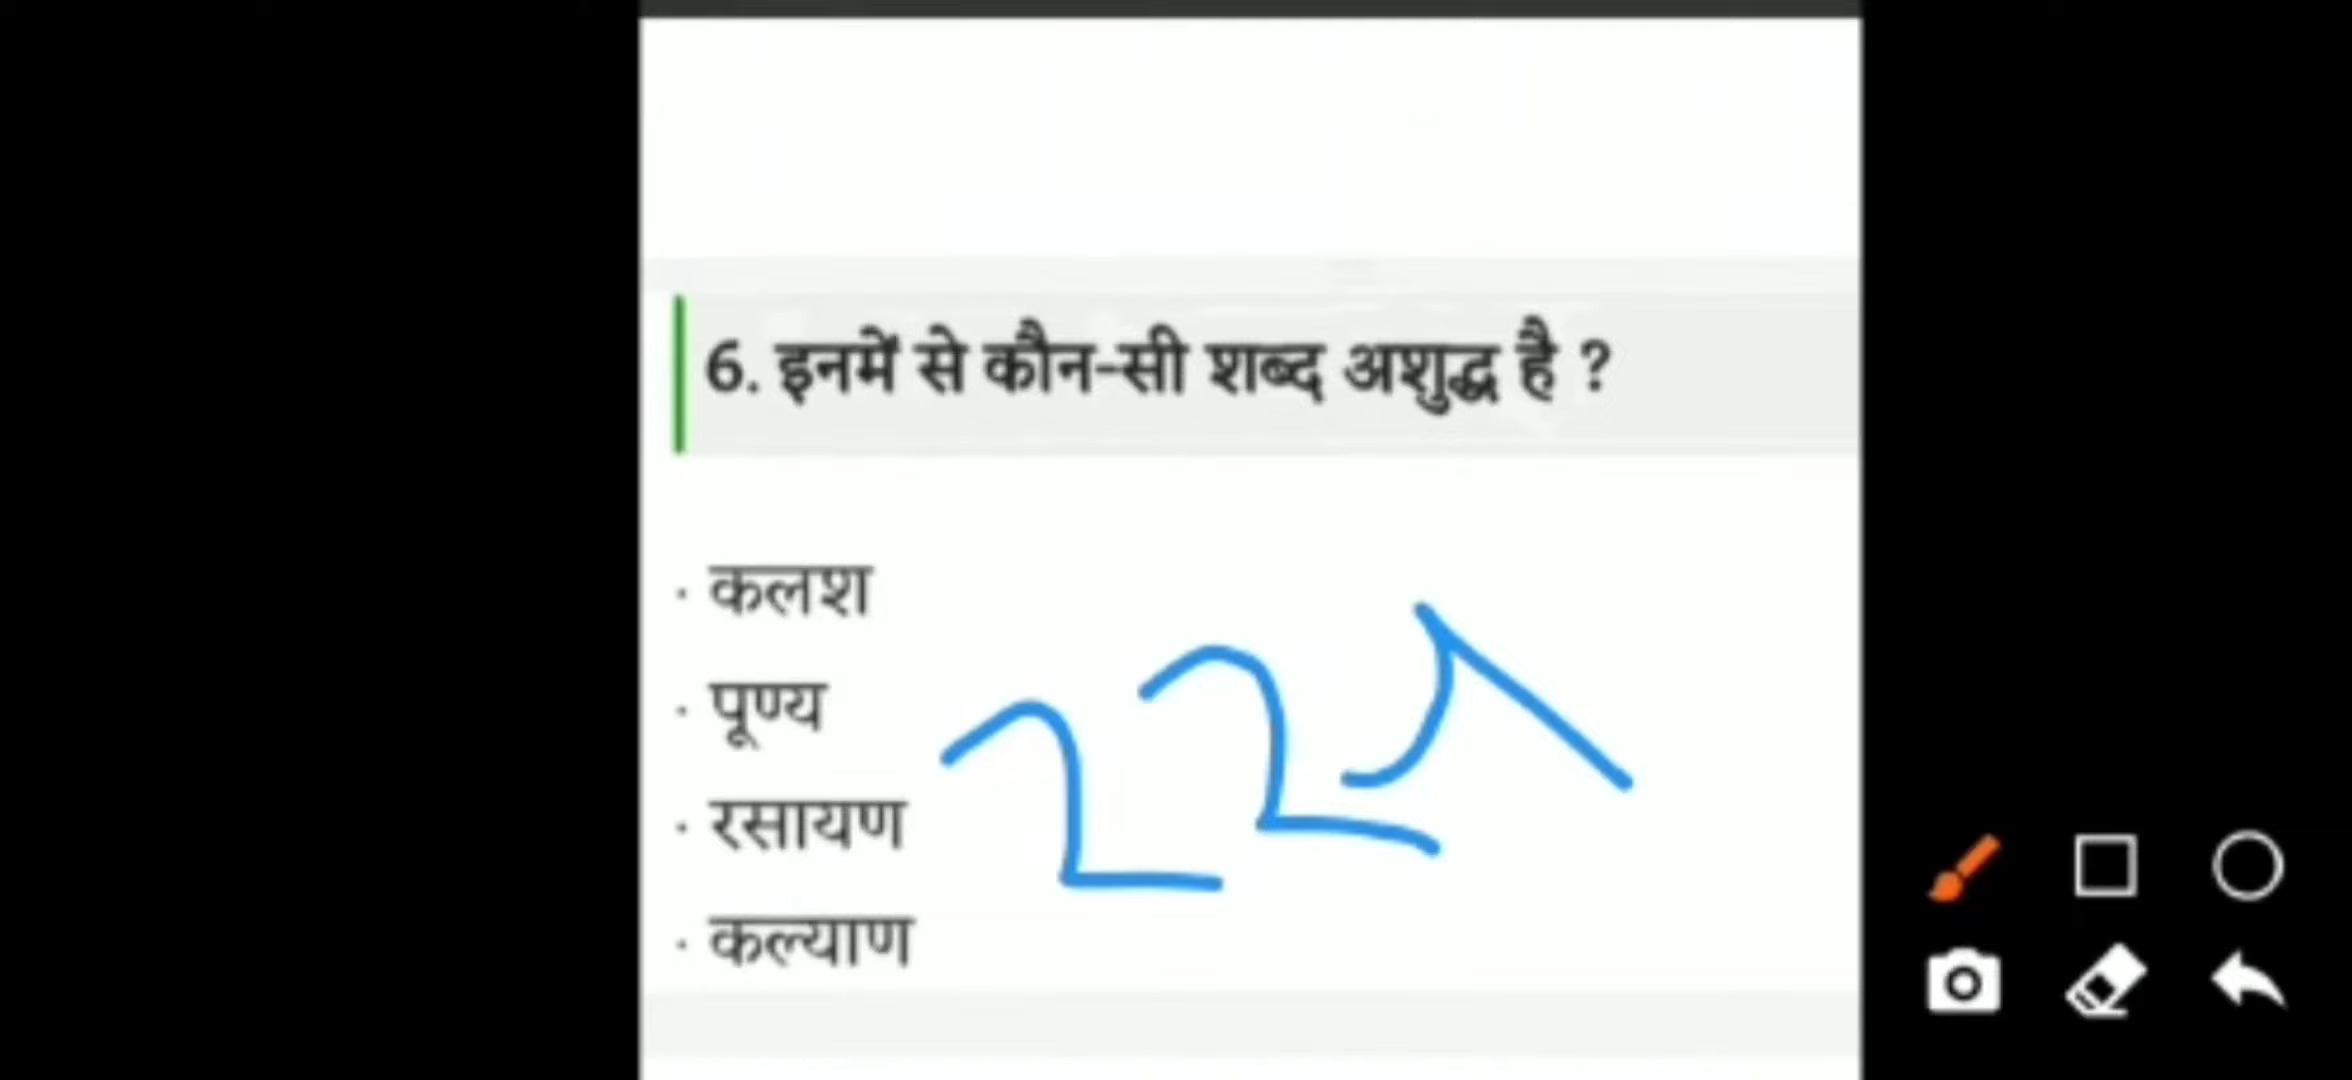 6. इनमें से कौन-सी शब्द अशुद्ध है ?
· कलश
· पूण्य
· रसायण
· कल्याण